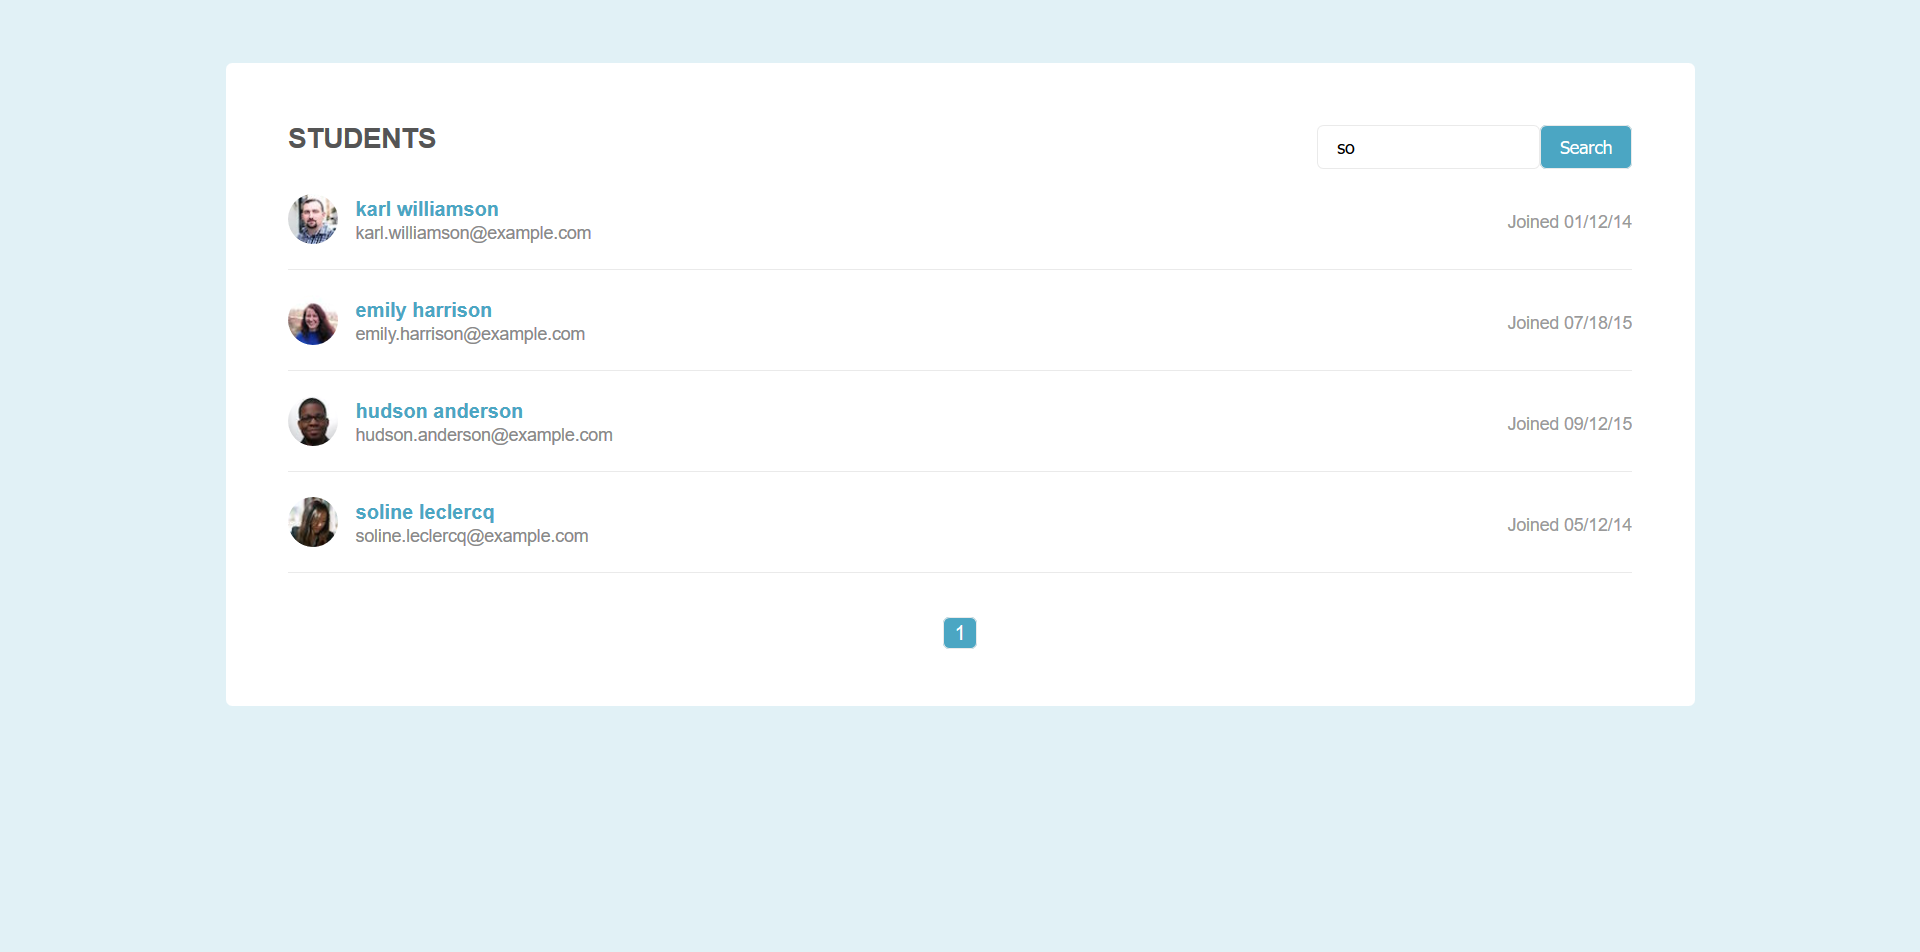 STUDENTS
so
Search
karl williamson
karl.williamson@example.com
Joined 01/12/14
emily harrison
emily.harrison@example.com
Joined 07/18/15
hudson anderson
hudson.anderson@example.com
Joined 09/12/15
soline leclercq
soline.leclercq@example.com
Joined 05/12/14
1